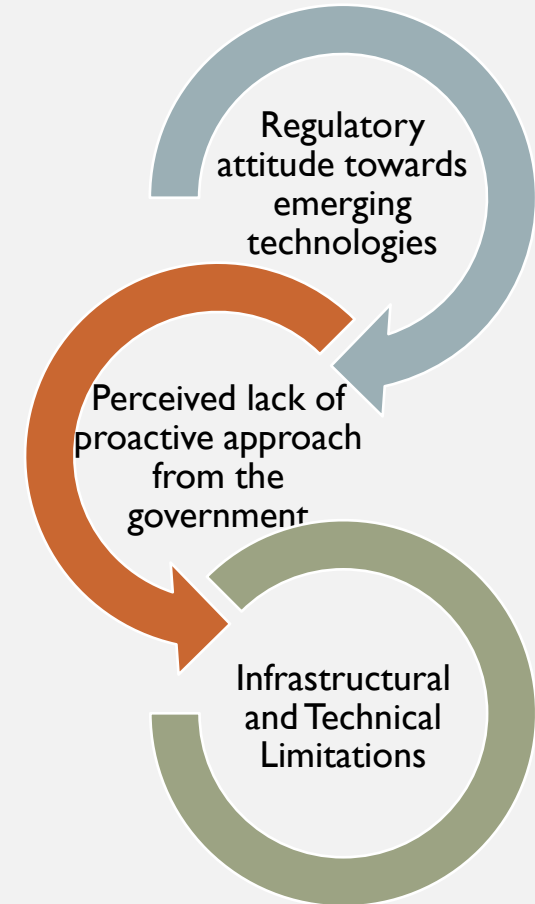 Regulatory
attitude towards
emerging
technologies
Perceived lack of
proactive approach
from the
government
Infrastructural
and Technical
Limitations